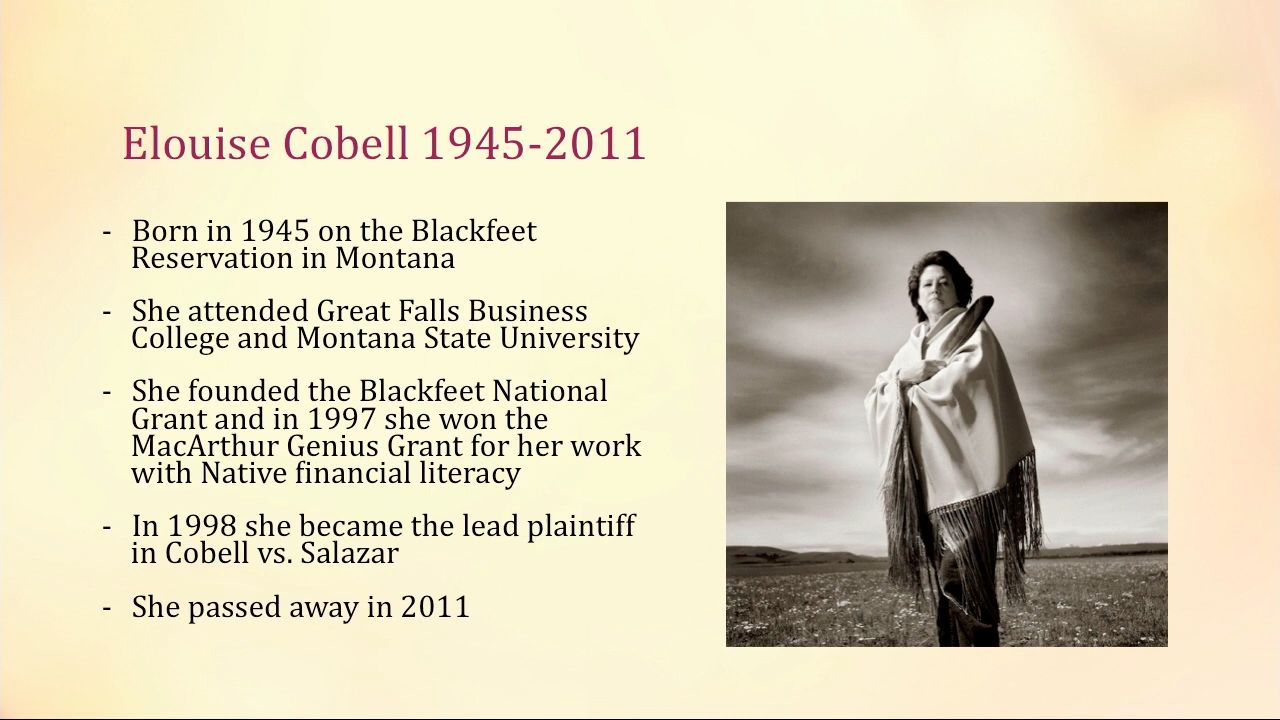 Elouise Cobell 1945-2011
- Born in 1945 on the Blackfeet
Reservation in Montana
- She attended Great Falls Business
College and Montana State University
- She founded the Blackfeet National
Grant and in 1997 she won the
MacArthur Genius Grant for her work
with Native financial literacy
- In 1998 she became the lead plaintiff
in Cobell vs. Salazar
- She passed away in 2011